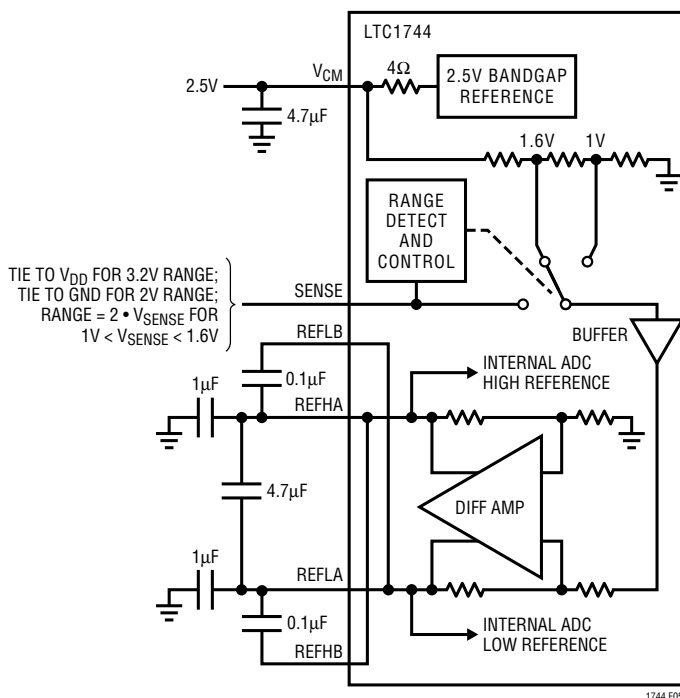 LTC1744
2.5V
VCM
4Ω
2.5V BANDGAP
REFERENCE
4.7µF
1.6V
1V
RANGE
DETECT
AND
CONTROL
TIE TO VDD FOR 3.2V RANGE;
TIE TO GND FOR 2V RANGE;
RANGE = 2 • VSENSE FOR
1V < VSENSE < 1.6V
SENSE
REFLB
BUFFER
INTERNAL ADC
HIGH REFERENCE
1µF
0.1µF
REFHA
4.7µF
DIFF AMP
1µF
REFLA
0.1µF
INTERNAL ADC
LOW REFERENCE
REFHB
1744 F05